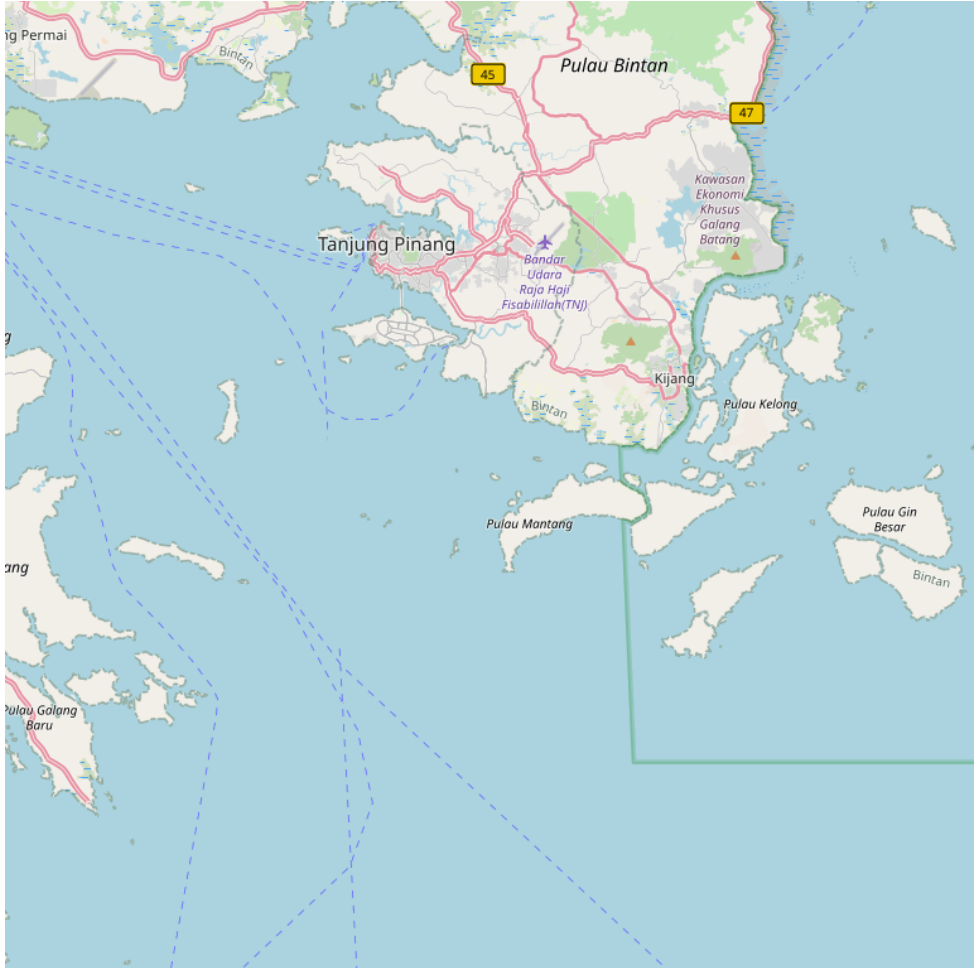 ng Permai
Bintan
Pulau Bintan
45
47
Kawasan
Ekonomi
Khusus
Galang
Batang
Tanjung Pinang
Bandar
Udara
Raja Haji
Fisabilillah(TNJ)
g
Kijang
Pulau Kelong
Bintan
Pulau Mantang
Pulau Gin
Besar
ang
Bintan
Pulau Galang
Baru